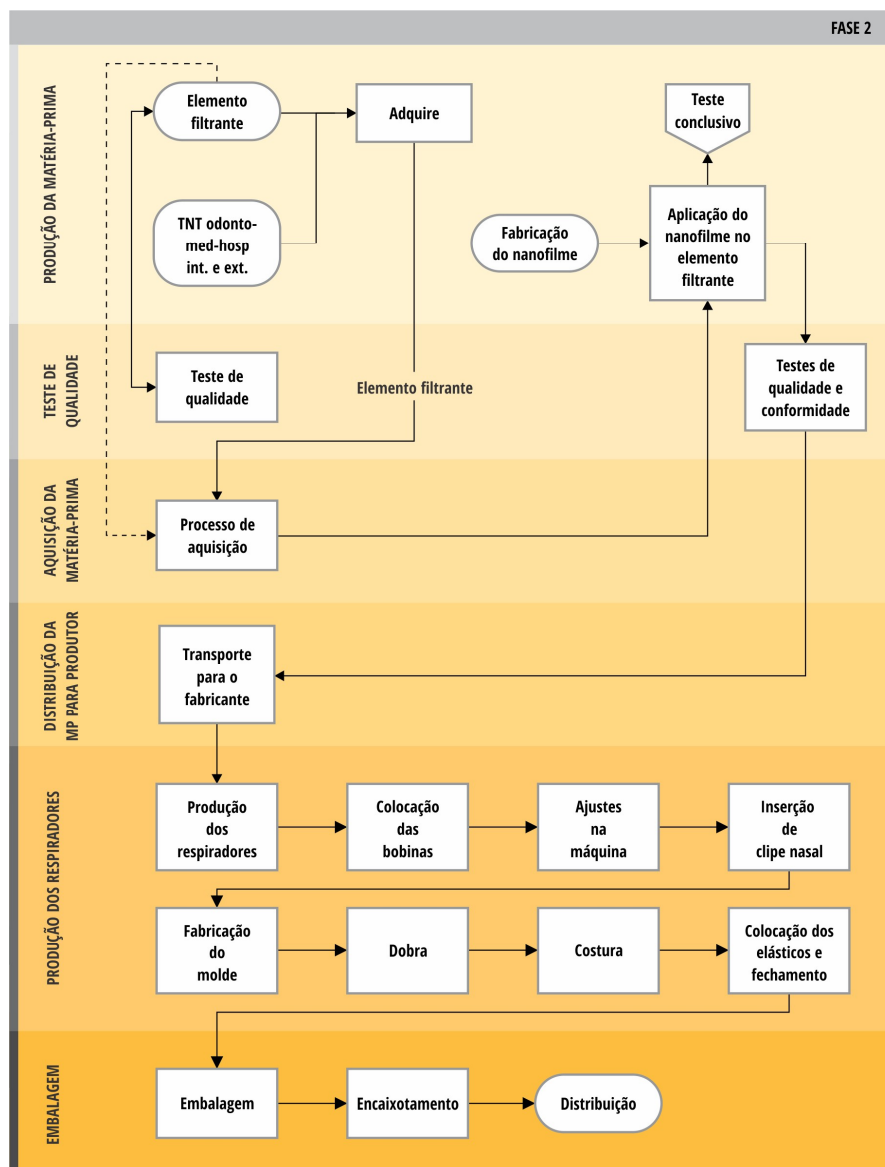 FASE 2
PRODUÇÃO DA MATÉRIA-PRIMA
Elemento
filtrante
Adquire
Teste
conclusivo
TNT odonto-
med-hosp
int. e ext.
Fabricação
do nanofilme
Aplicação do
nanofilme no
elemento
filtrante
TESTE DE
QUALIDADE
Teste de
qualidade
Elemento filtrante
Testes de
qualidade e
conformidade
AQUISIÇÃO DA
MATÉRIA-PRIMA
Processo de
aquisição
DISTRIBUIÇÃO DA
MP PARA PRODUTOR
Transporte
para o
fabricante
PRODUÇÃO DOS RESPIRADORES
Produção
dos
respiradores
Colocação
das
bobinas
Ajustes
na
máquina
Inserção
de
clipe nasal
Fabricação
do
molde
Dobra
Costura
Colocação dos
elásticos e
fechamento
EMBALAGEM
Embalagem
Encaixotamento
Distribuição